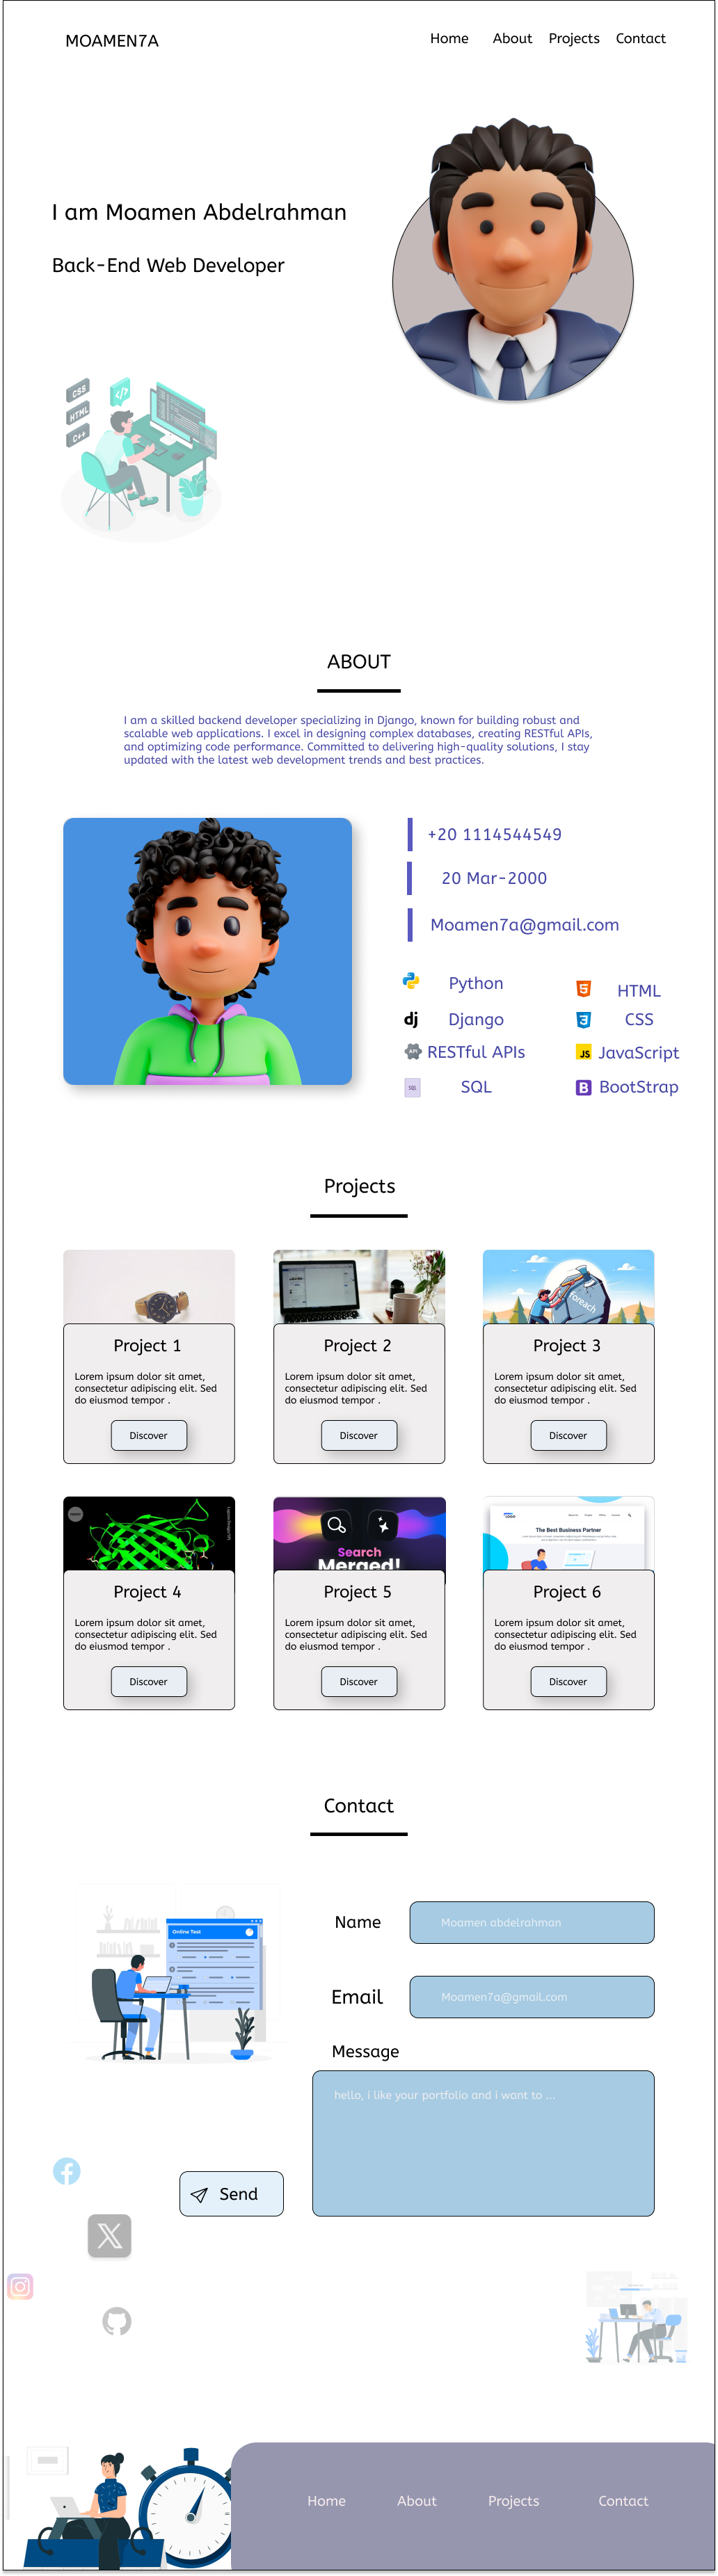 MOAMEN7A
Home About Projects Contact
I am Moamen Abdelrahman
Back-End Web Developer
CSS
</>
HTML
C++
ABOUT
I am a skilled backend developer specializing in Django, known for building robust and
scalable web applications. I excel in designing complex databases, creating RESTful APIs,
and optimizing code performance. Committed to delivering high-quality solutions, I stay
updated with the latest web development trends and best practices.
+20 1114544549
20 Mar-2000
Moamen7a@gmail.com
Python
HTML
dj Django
CSS
API RESTful APIs
JS JavaScript
SQL SQL
B BootStrap
Projects
foreach
Project 1
Lorem ipsum dolor sit amet,
consectetur adipiscing elit. Sed
do eiusmod tempor .
Discover
Project 2
Lorem ipsum dolor sit amet,
consectetur adipiscing elit. Sed
do eiusmod tempor .
Discover
Project 3
Lorem ipsum dolor sit amet,
consectetur adipiscing elit. Sed
do eiusmod tempor .
Discover
Project 4
Lorem ipsum dolor sit amet,
consectetur adipiscing elit. Sed
do eiusmod tempor .
Discover
Search
Merged!
Project 5
Lorem ipsum dolor sit amet,
consectetur adipiscing elit. Sed
do eiusmod tempor .
Discover
The Best Business Partner
Project 6
Lorem ipsum dolor sit amet,
consectetur adipiscing elit. Sed
do eiusmod tempor .
Discover
Contact
Online Test
Name
Moamen abdelrahman
Email
Moamen7a@gmail.com
Message
hello, i like your portfolio and i want to ...
Send
Home About Projects Contact